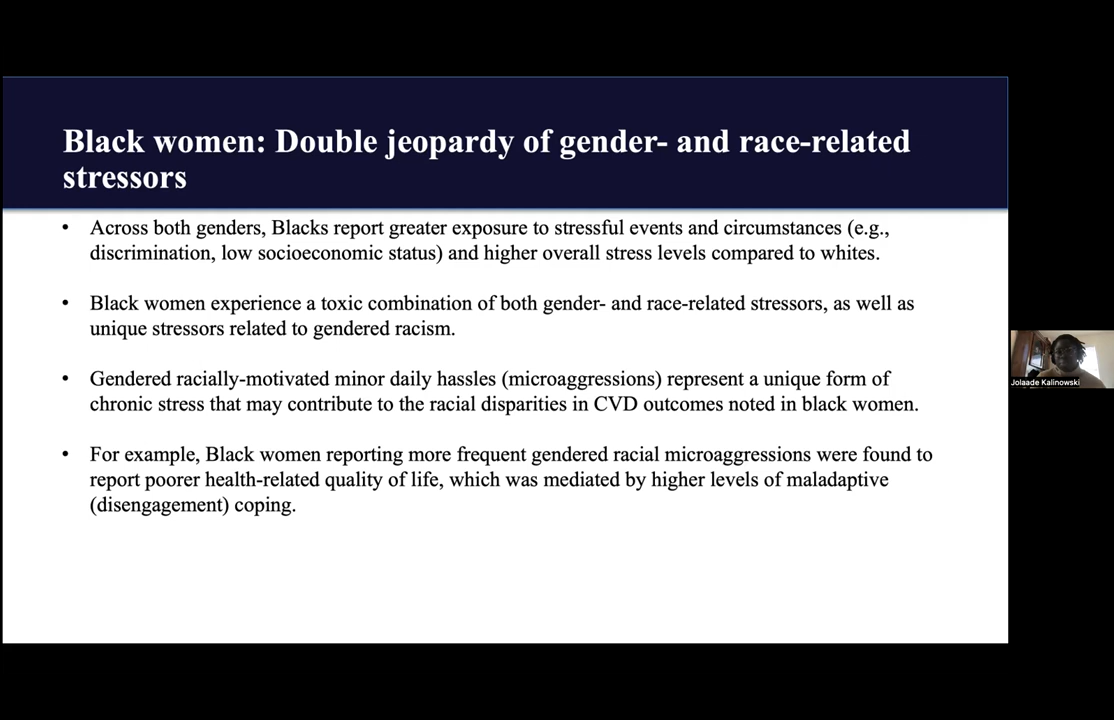 Black women: Double jeopardy of gender- and race-related
stressors
• Across both genders, Blacks report greater exposure to stressful events and circumstances (e.g.,
discrimination, low socioeconomic status) and higher overall stress levels compared to whites.
• Black women experience a toxic combination of both gender- and race-related stressors, as well as
unique stressors related to gendered racism.
• Gendered racially-motivated minor daily hassles (microaggressions) represent a unique form of
chronic stress that may contribute to the racial disparities in CVD outcomes noted in black women.
• For example, Black women reporting more frequent gendered racial microaggressions were found to
report poorer health-related quality of life, which was mediated by higher levels of maladaptive
(disengagement) coping.
Jolaade Kalinowski